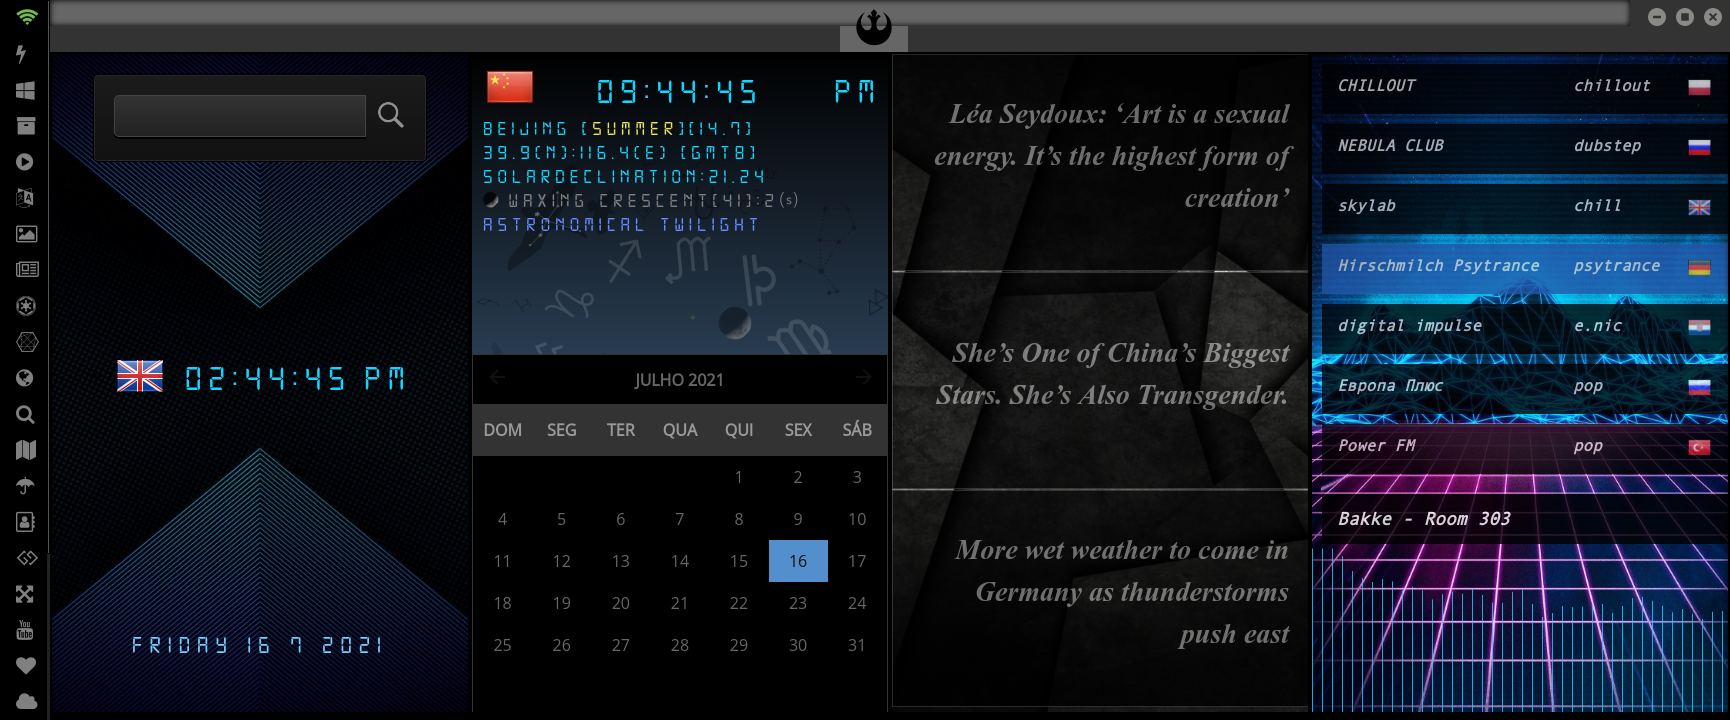 02:44:45 PM
FRIDAY 16 7 2021
09:44:45 PM
BEIJING [SUMMER][14.7]
39.9(N):116.4(E) [GMT8]
SOLARDECLINATION:21.24
WAXING CRESCENT[41]:2(s)
ASTRONOMICAL TWILIGHT
JULHO 2021
DOM SEG TER QUA QUI SEX SÁB
1 2 3
4 5 6 7 8 9 10
11 12 13 14 15 16 17
18 19 20 21 22 23 24
25 26 27 28 29 30 31
Léa Seydoux: ‘Art is a sexual
energy. It’s the highest form of
creation’
She’s One of China’s Biggest
Stars. She’s Also Transgender.
More wet weather to come in
Germany as thunderstorms
push east
CHILLOUT chillout
NEBULA CLUB dubstep
skylab chill
Hirschmilch Psytrance psytrance
digital impulse e.nic
Европа Плюс pop
Power FM pop
Bakke - Room 303
You
Tube